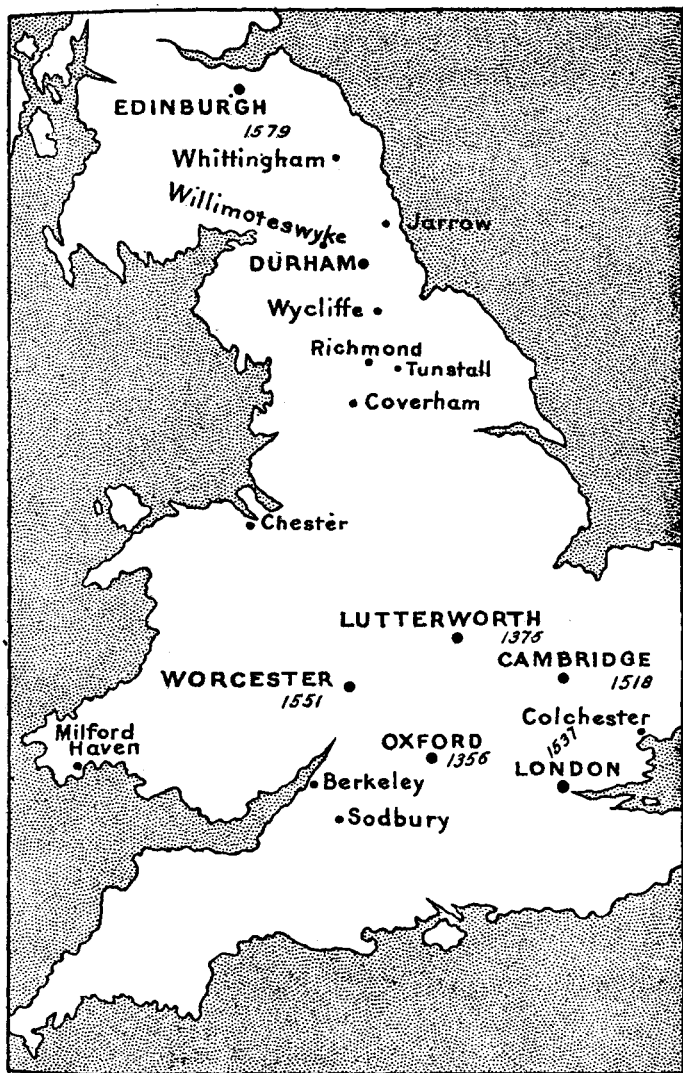 EDINBURGH
1579
Whittingham
Willimoteswyke
Jarrow
DURHAM
Wycliffe
Richmond
Tunstall
Coverham
Chester
LUTTERWORTH
1375
CAMBRIDGE
1518
WORCESTER
1551
Colchester
Milford
Haven
OXFORD
1356
1537
LONDON
Berkeley
Sodbury